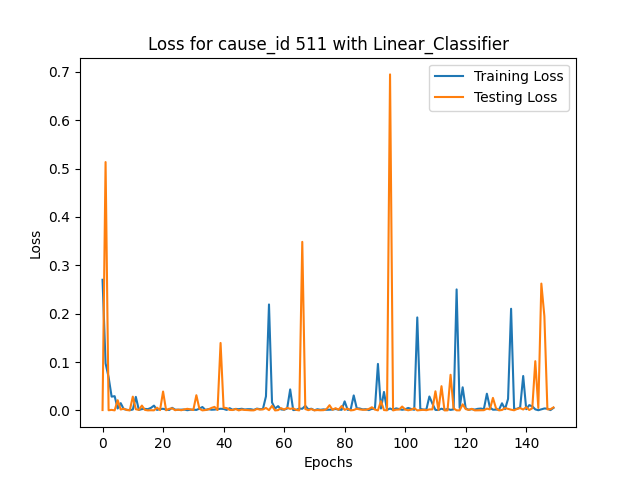 Loss for cause_id 511 with Linear_Classifier
Training Loss
Testing Loss
0.7
0.6
0.5
0.4
0.3
0.2
0.1
0.0
Loss
0 20 40 60 80 100 120 140
Epochs